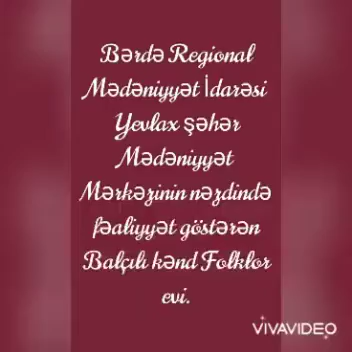 Bərdə Regional
Mədəniyyət İdarəsi
Yevlax şəhər
Mədəniyyət
Mərkəzinin nəzdində
fəaliyyət göstərən
Balçılı kənd Folklor
evi.
VIVAVIDEO